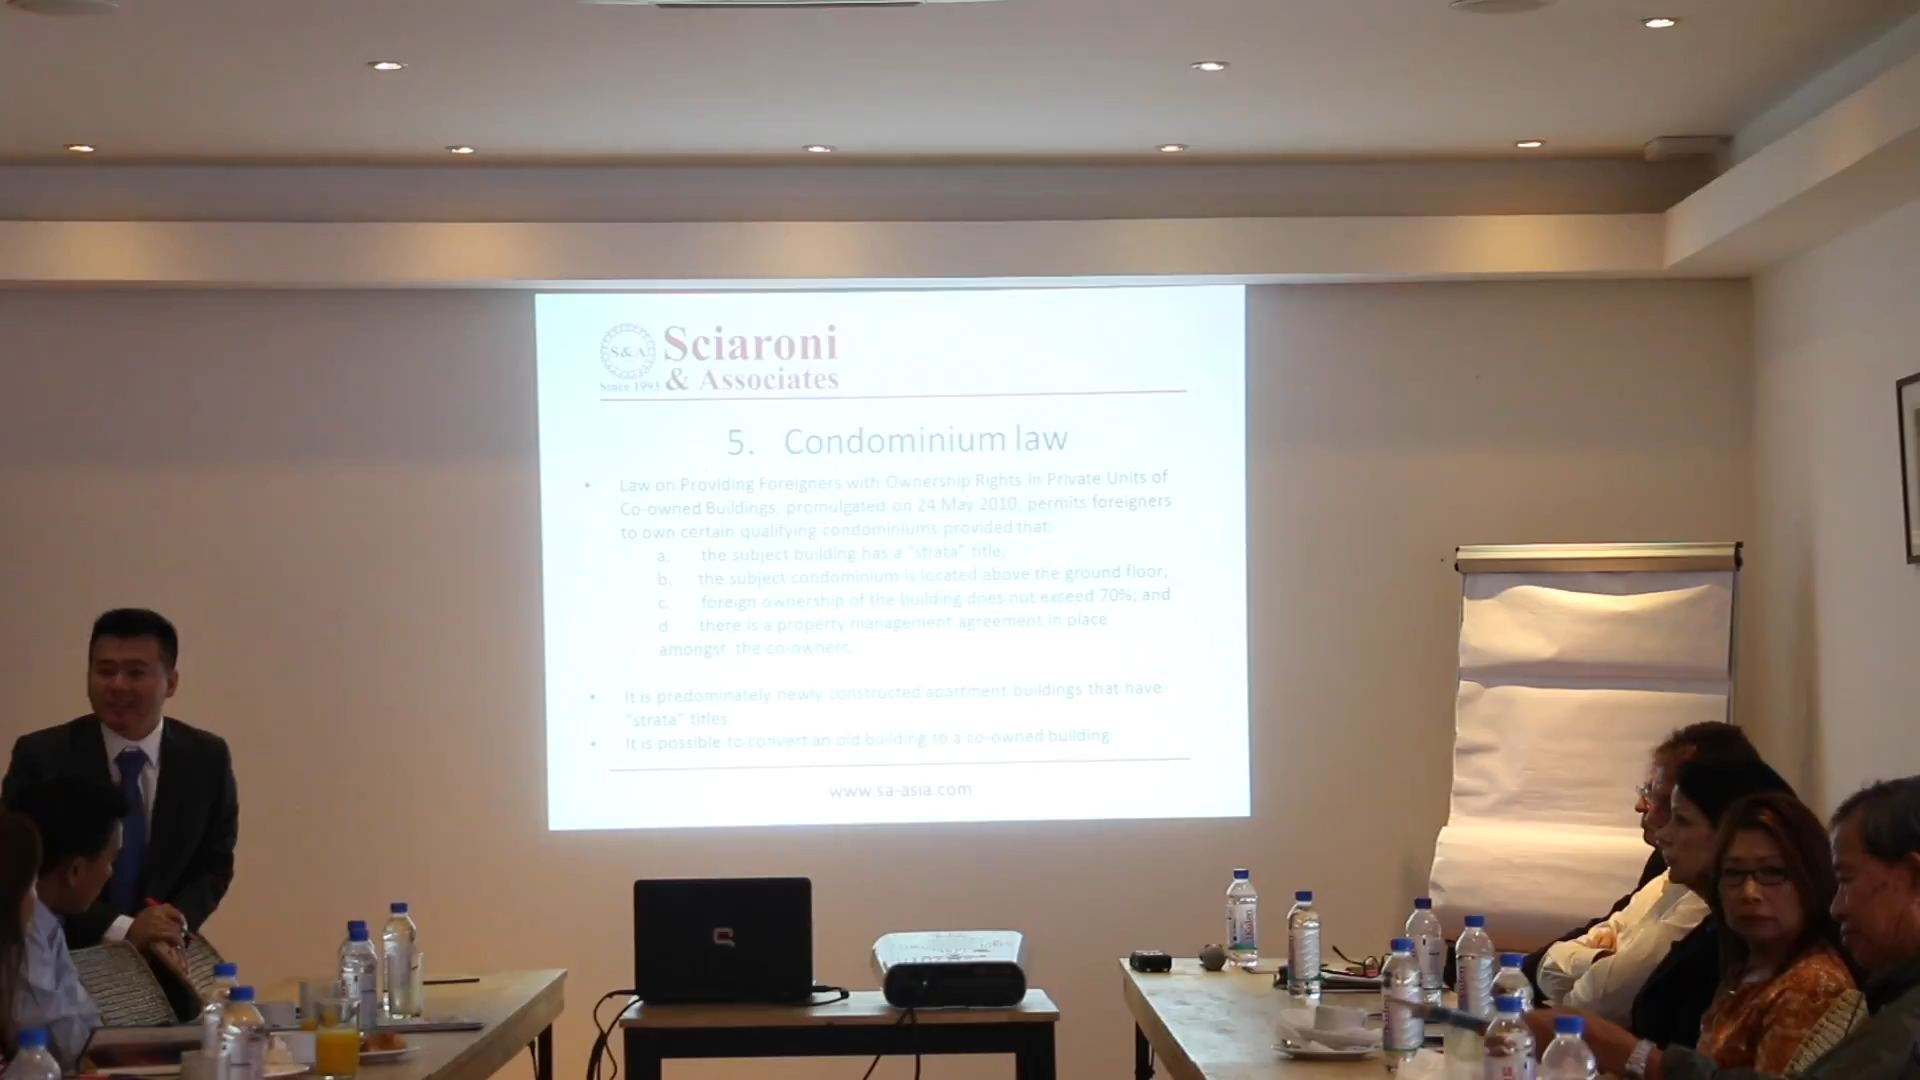 S&A
Since 1993
Sciaroni
& Associates
5. Condominium law
• Law on Providing Foreigners with Ownership Rights in Private Units of
Co-owned Buildings, promulgated on 24 May 2010, permits foreigners
to own certain qualifying condominiums provided that:
a. the subject building has a "strata" title;
b. the subject condominium is located above the ground floor;
c. foreign ownership of the building does not exceed 70%; and
d there is a property management agreement in place
amongst the co-owners.
• It is predominately newly constructed apartment buildings that have
"strata" titles.
• It is possible to convert an old building to a co-owned building.
www.sa-asia.com